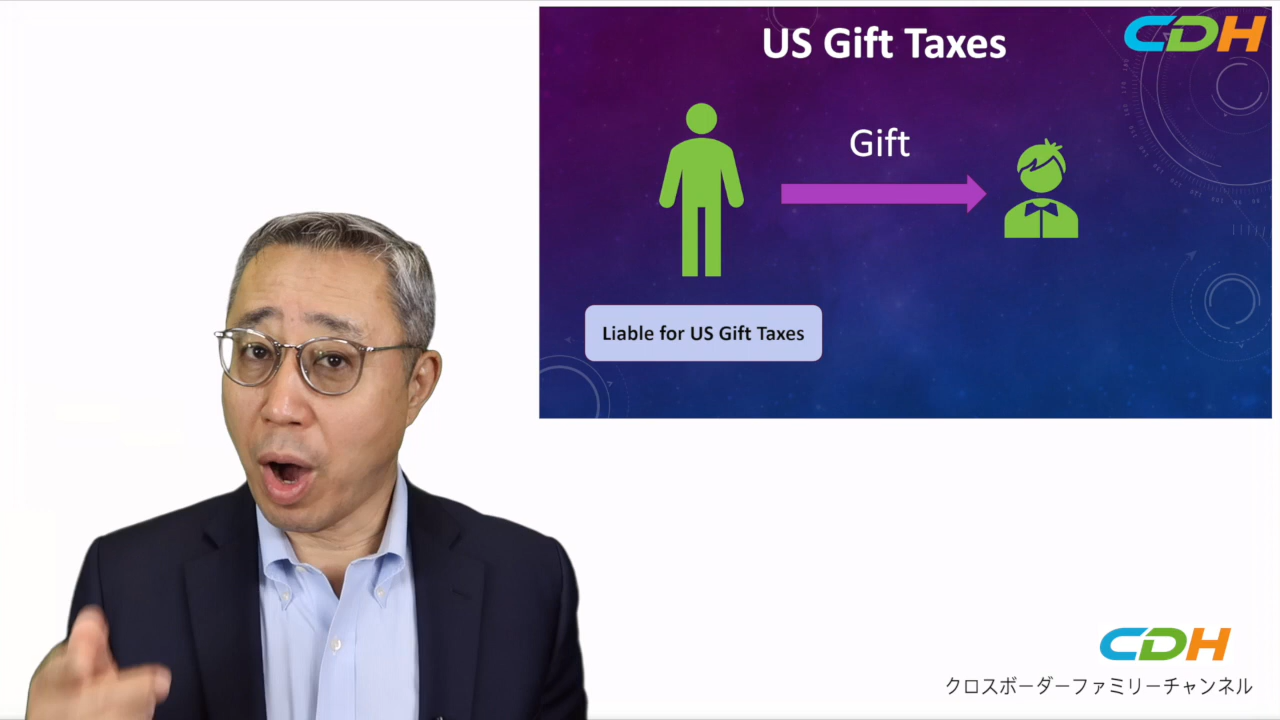 US Gift Taxes
CDH
Gift
Liable for US Gift Taxes
CDH
クロスボーダーファミリーチャンネル